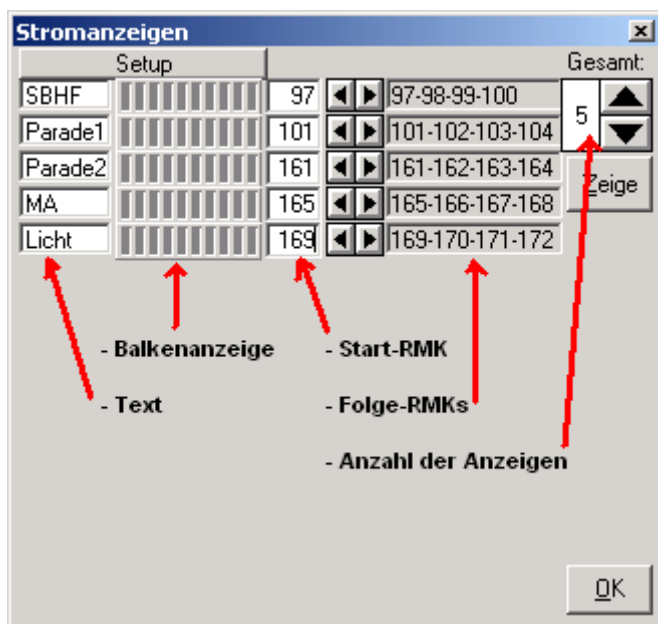 Stromanzeigen
Setup Gesamt:
SBHF 97 97-98-99-100 5
Parade1 101 101-102-103-104
Parade2 161 161-162-163-164 Zeige
MA 165 165-166-167-168
Licht 169 169-170-171-172
- Balkenanzeige - Start-RMK
- Text - Folge-RMKs
- Anzahl der Anzeigen
OK